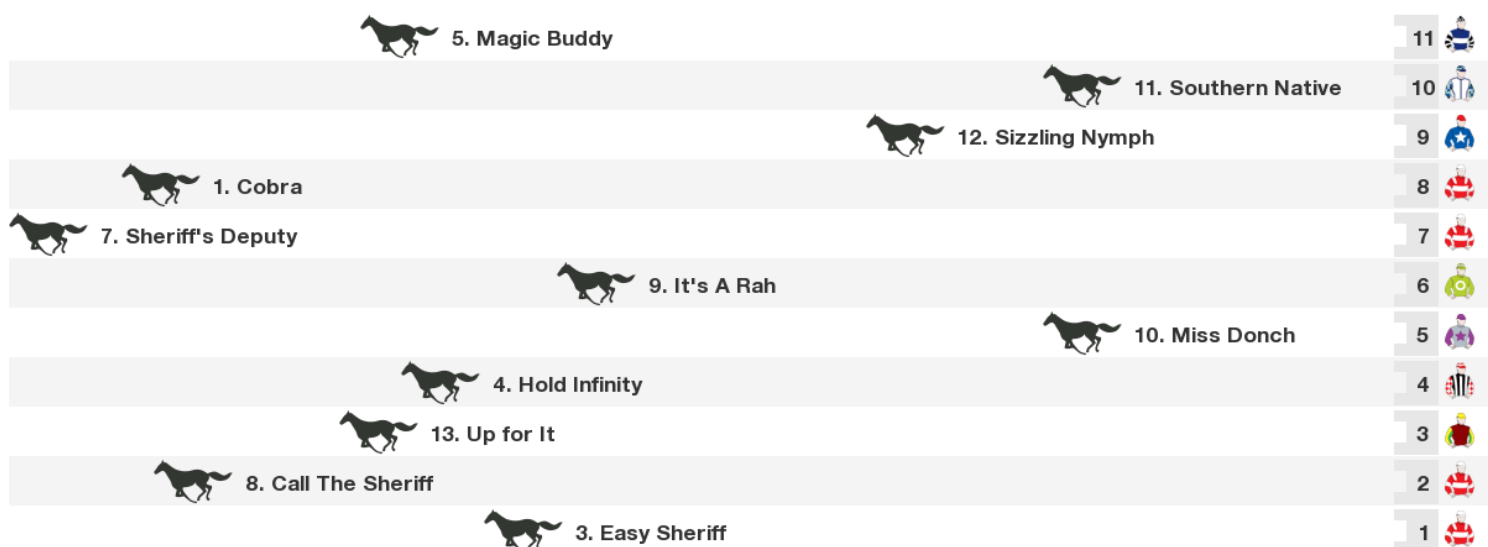 5. Magic Buddy 11
11. Southern Native 10
12. Sizzling Nymph 9
1. Cobra 8
7. Sheriff's Deputy 7
9. It's A Rah 6
10. Miss Donch 5
4. Hold Infinity 4
13. Up for It 3
8. Call The Sheriff 2
3. Easy Sheriff 1